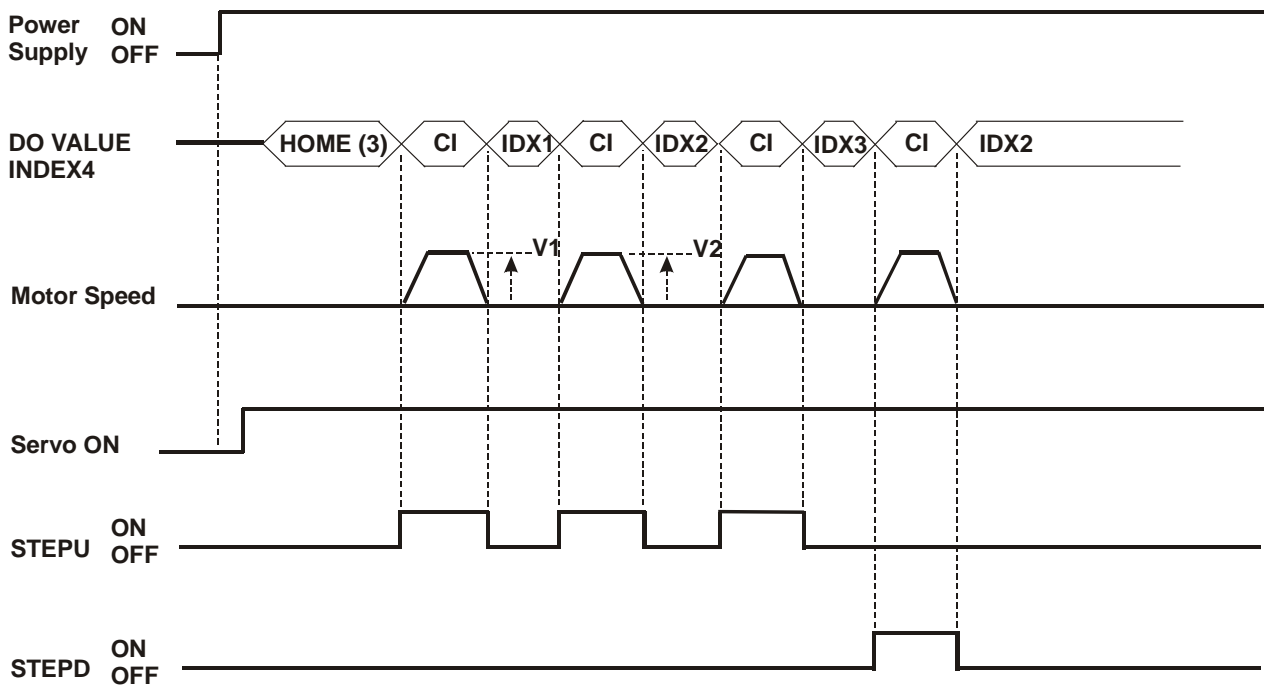 Power ON
Supply OFF
DO VALUE
INDEX4
HOME (3) CI IDX1 CI IDX2 CI IDX3 CI IDX2
V1 V2
Motor Speed
Servo ON
ON
STEPU OFF
ON
STEPD OFF